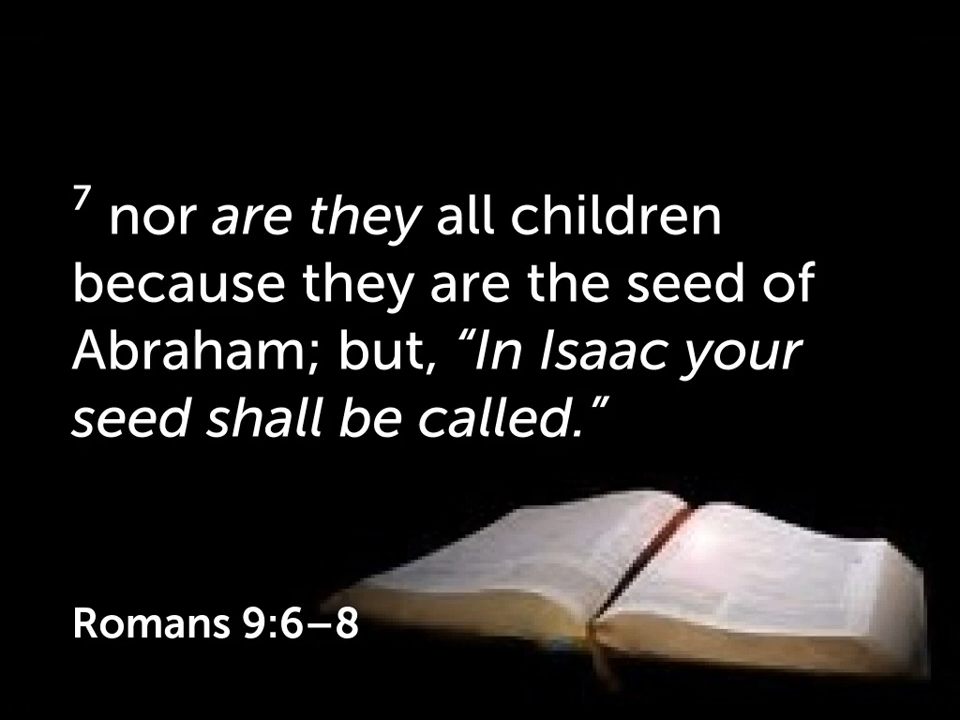 7 nor are they all children
because they are the seed of
Abraham; but, “In Isaac your
seed shall be called.”
Romans 9:6–8